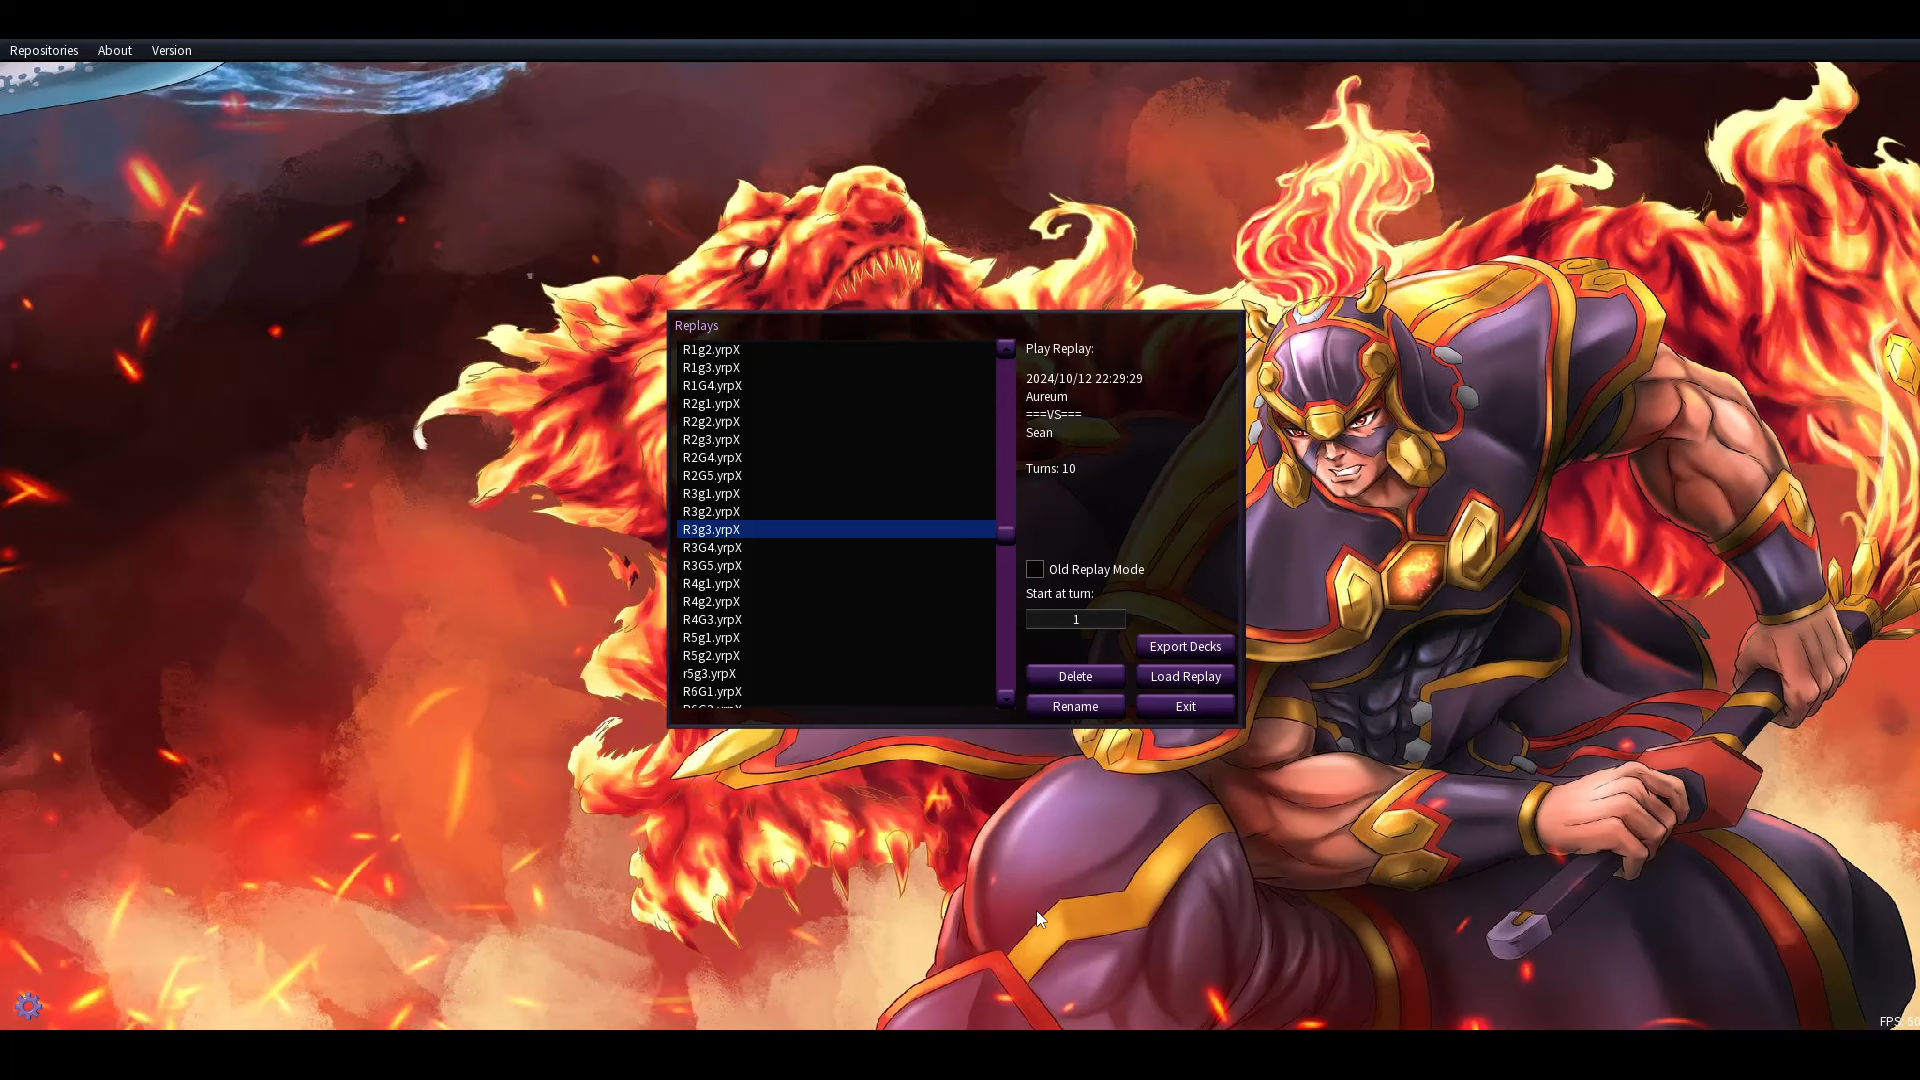 Repositories About Version
Replays
R1g2.yrpX
R1g3.yrpX
R1G4.yrpX
R2g1.yrpX
R2g2.yrpX
R2g3.yrpX
R2G4.yrpX
R2G5.yrpX
R3g1.yrpX
R3g2.yrpX
R3g3.yrpX
R3G4.yrpX
R3G5.yrpX
R4g1.yrpX
R4g2.yrpX
R4G3.yrpX
R5g1.yrpX
R5g2.yrpX
r5g3.yrpX
R6G1.yrpX
Play Replay:
2024/10/12 22:29:29
Aureum
===VS===
Sean
Turns: 10
Old Replay Mode
Start at turn:
1
Export Decks
Delete Load Replay
Rename Exit
FPS: 60